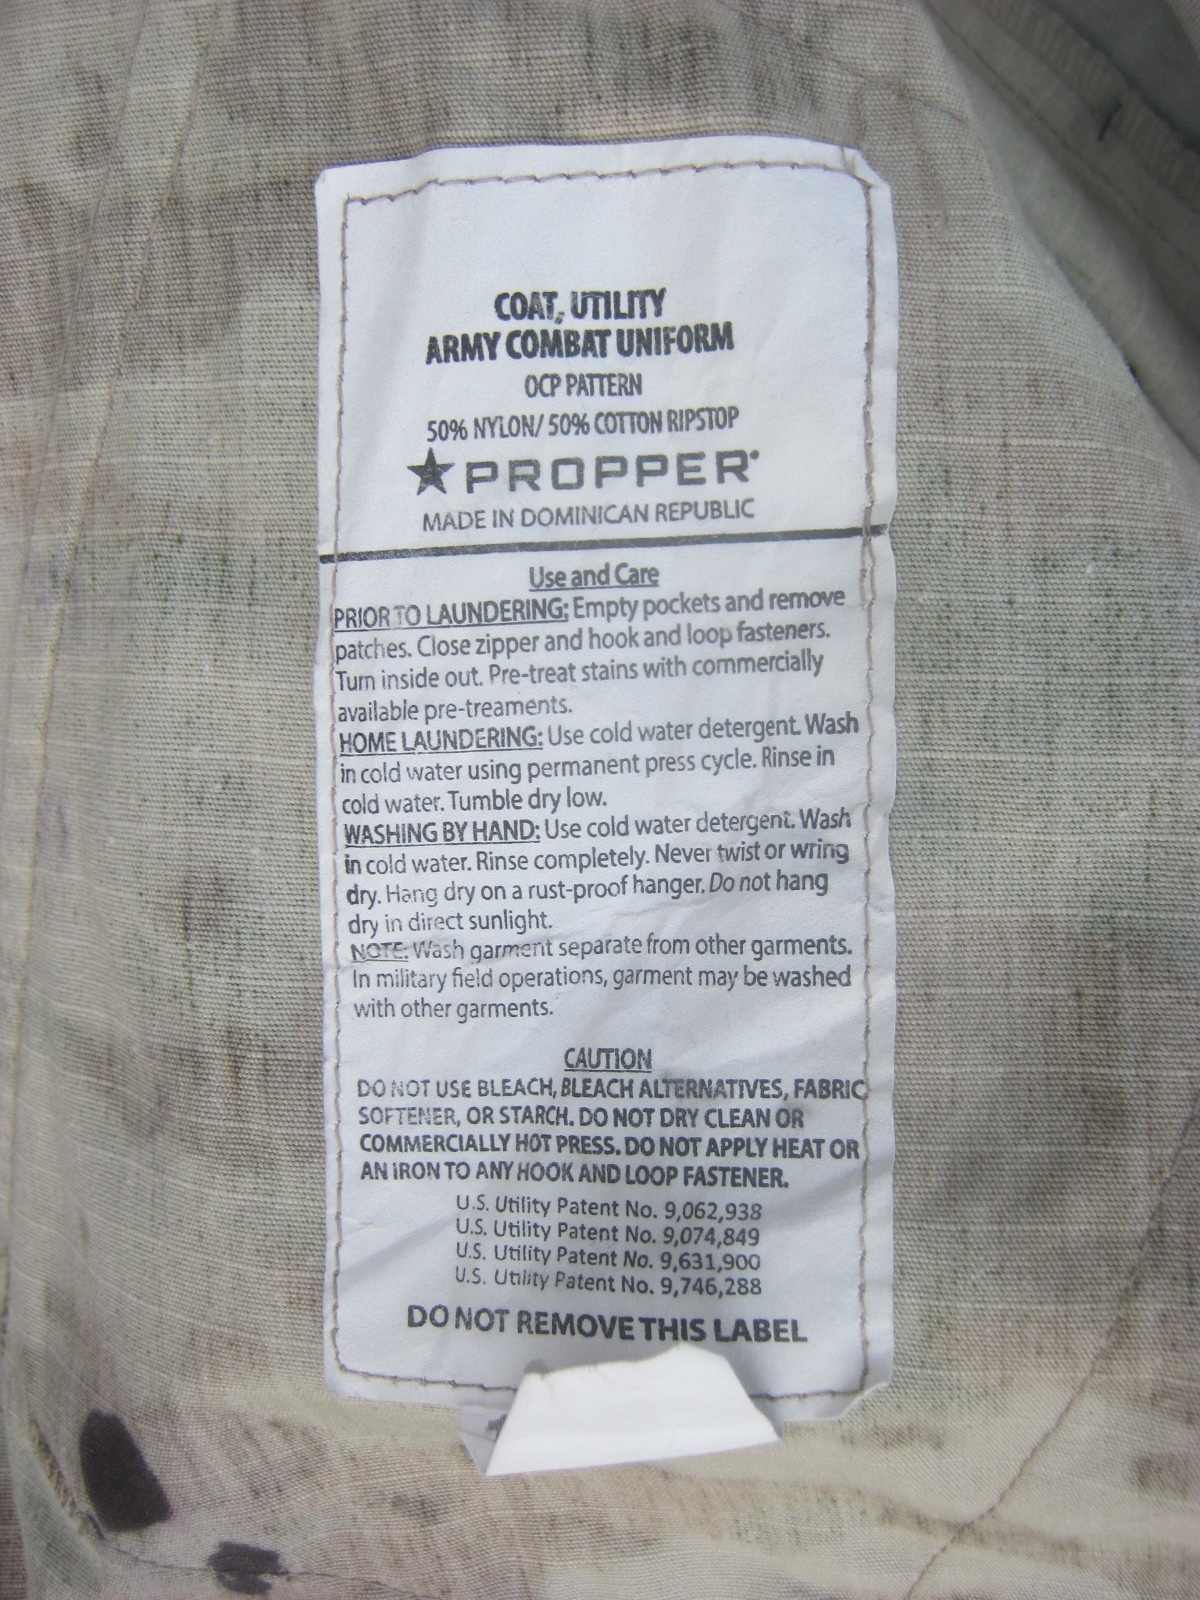 COAT, UTILITY
ARMY COMBAT UNIFORM
OCP PATTERN
50% NYLON/ 50% COTTON RIPSTOP
PROPPER
MADE IN DOMINICAN REPUBLIC
Use and Care
PRIOR TO LAUNDERING: Empty pockets and remove
patches. Close zipper and hook and loop fasteners.
Turn inside out. Pre-treat stains with commercially
available pre-treaments.
HOME LAUNDERING: Use cold water detergent. Wash
in cold water using permanent press cycle. Rinse in
cold water. Tumble dry low.
WASHING BY HAND: Use cold water detergent. Wash
in cold water. Rinse completely. Never twist or wring
dry. Hang dry on a rust-proof hanger. Do not hang
dry in direct sunlight.
NOTE: Wash garment separate from other garments.
In military field operations, garment may be washed
with other garments.
CAUTION
DO NOT USE BLEACH, BLEACH ALTERNATIVES, FABRIC
SOFTENER, OR STARCH. DO NOT DRY CLEAN OR
COMMERCIALLY HOT PRESS. DO NOT APPLY HEAT OR
AN IRON TO ANY HOOK AND LOOP FASTENER.
U.S. Utility Patent No. 9,062,938
U.S. Utility Patent No. 9,074,849
U.S. Utility Patent No. 9,631,900
U.S. Utility Patent No. 9,746,288
DO NOT REMOVE THIS LABEL